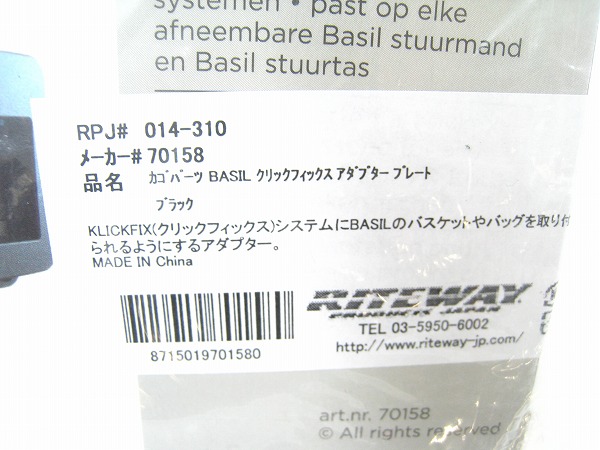 systemen • past op elke
afneembare Basil stuurmand
en Basil stuurtas
RPJ# 014-310
ﾒｰｶｰ# 70158
品名 ｶｺﾞﾊﾟｰﾂ BASIL ｸﾘｯｸﾌｨｯｸｽ ｱﾀﾞﾌﾟﾀｰ ﾌﾟﾚｰﾄ
ﾌﾞﾗｯｸ
KLICKFIX(クリックフィックス)システムにBASILのバスケットやバッグを取り付
られるようにするアダプター。
MADE IN China
RITEWAY
PRODUCTS JAPAN
TEL 03-5950-6002
http://www.riteway-jp.com/
8715019701580
art.nr. 70158
© All rights reserved